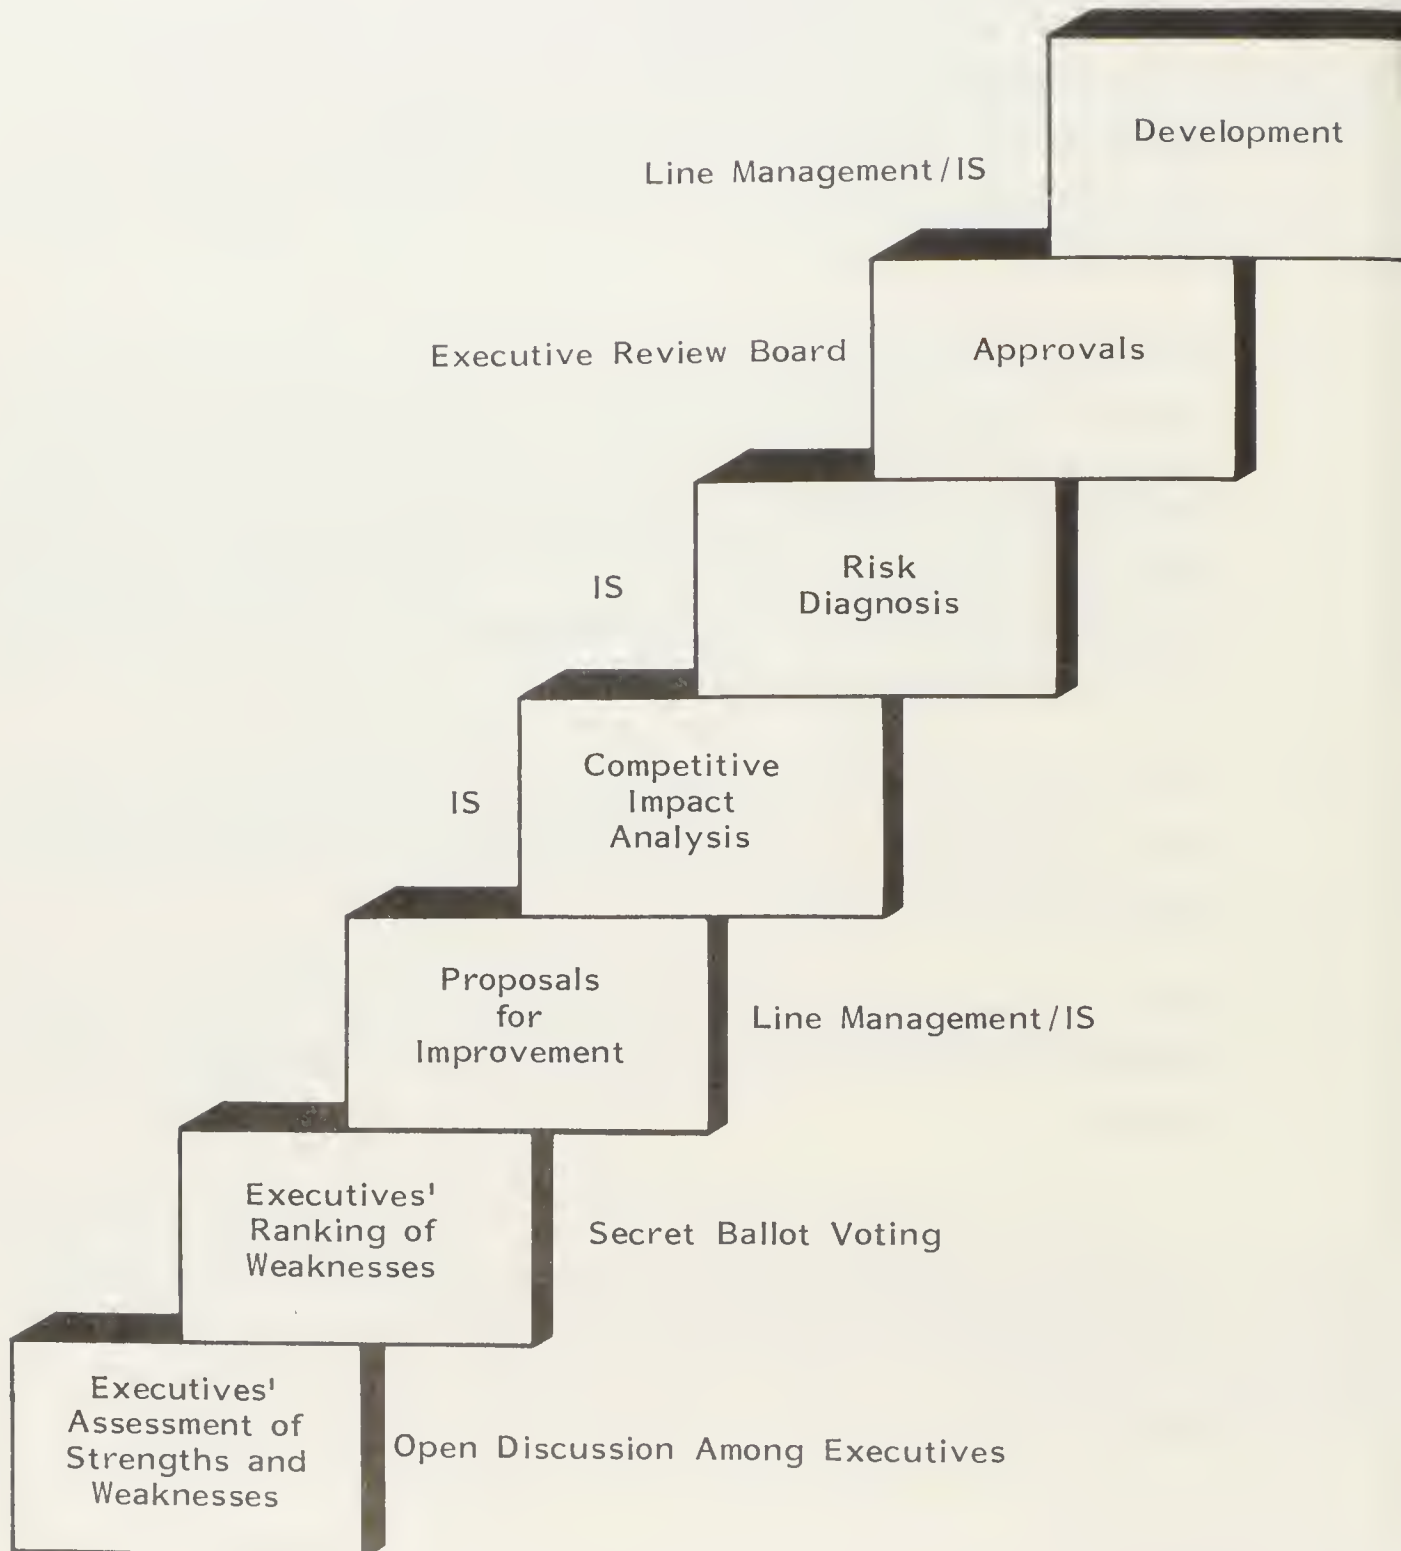 Development
Line Management/IS
Executive Review Board
Approvals
Risk
Diagnosis
IS
Competitive
Impact
Analysis
IS
Proposals
for
Improvement
Line Management/IS
Executives'
Ranking of
Weaknesses
Secret Ballot Voting
Executives'
Assessment of
Strengths and
Weaknesses
Open Discussion Among Executives